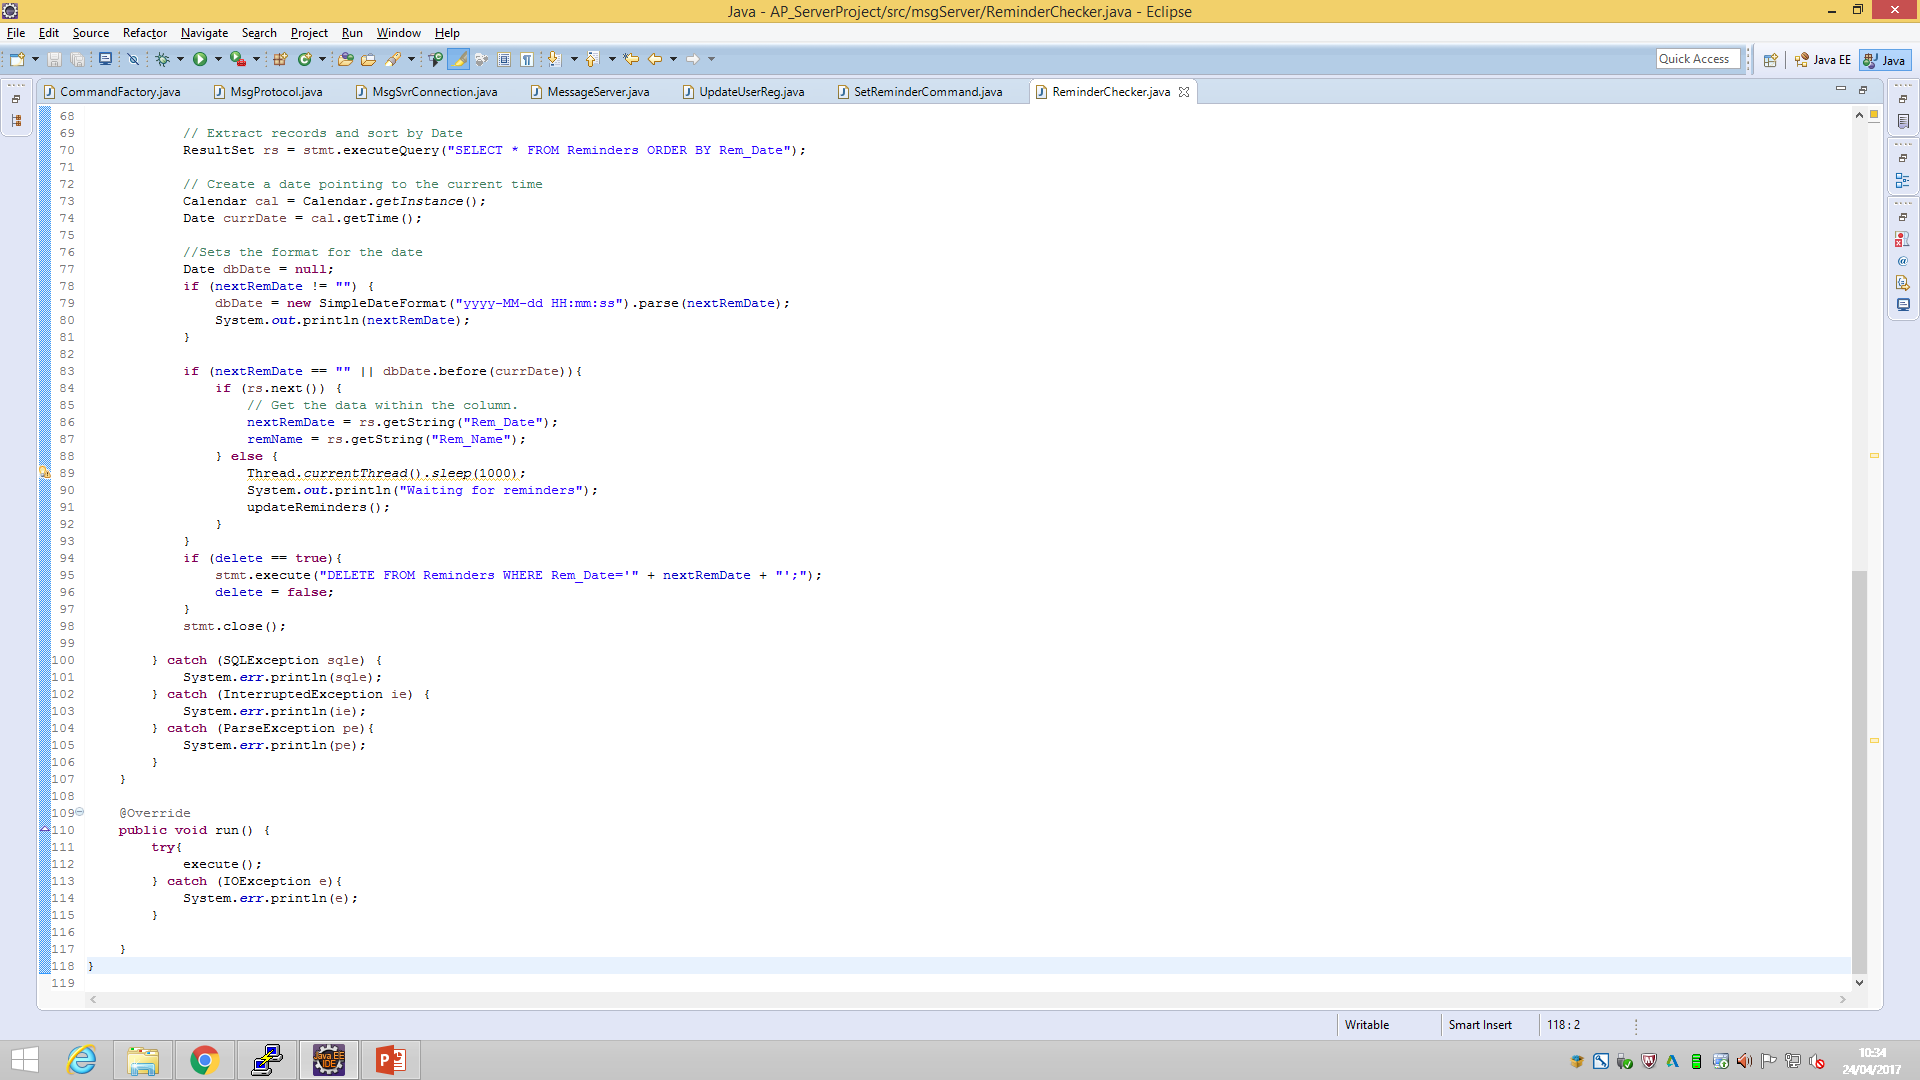 Java - AP_ServerProject/src/msgServer/ReminderChecker.java - Eclipse
File Edit Source Refactor Navigate Search Project Run Window Help
Quick Access Java EE Java
CommandFactory.java MsgProtocol.java MsgSvrConnection.java MessageServer.java UpdateUserReg.java SetReminderCommand.java ReminderChecker.java
68
69 // Extract records and sort by Date
70 ResultSet rs = stmt.executeQuery("SELECT * FROM Reminders ORDER BY Rem_Date");
71
72 // Create a date pointing to the current time
73 Calendar cal = Calendar.getInstance();
74 Date currDate = cal.getTime();
75
76 //Sets the format for the date
77 Date dbDate = null;
78 if (nextRemDate != "") {
79 dbDate = new SimpleDateFormat("yyyy-MM-dd HH:mm:ss").parse(nextRemDate);
80 System.out.println(nextRemDate);
81 }
82
83 if (nextRemDate == "" || dbDate.before(currDate)){
84 if (rs.next()) {
85 // Get the data within the column.
86 nextRemDate = rs.getString("Rem_Date");
87 remName = rs.getString("Rem_Name");
88 } else {
89 Thread.currentThread().sleep(1000);
90 System.out.println("Waiting for reminders");
91 updateReminders();
92 }
93 }
94 if (delete == true){
95 stmt.execute("DELETE FROM Reminders WHERE Rem_Date='" + nextRemDate + "';");
96 delete = false;
97 }
98 stmt.close();
99
100 } catch (SQLException sqle) {
101 System.err.println(sqle);
102 } catch (InterruptedException ie) {
103 System.err.println(ie);
104 } catch (ParseException pe){
105 System.err.println(pe);
106 }
107 }
108
109 @Override
110 public void run() {
111 try{
112 execute();
113 } catch (IOException e){
114 System.err.println(e);
115 }
116
117 }
118 }
119
Writable Smart Insert 118 : 2
Java EE IDE
10:34
24/04/2017